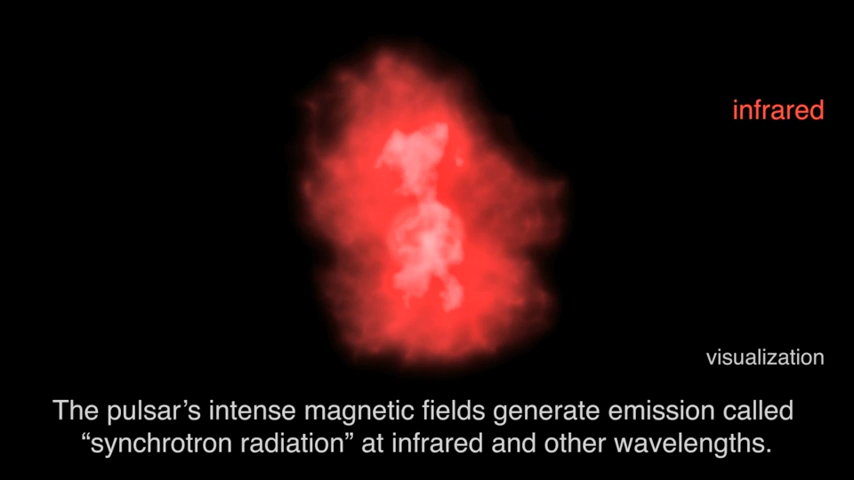 infrared
visualization
The pulsar’s intense magnetic fields generate emission called
“synchrotron radiation” at infrared and other wavelengths.